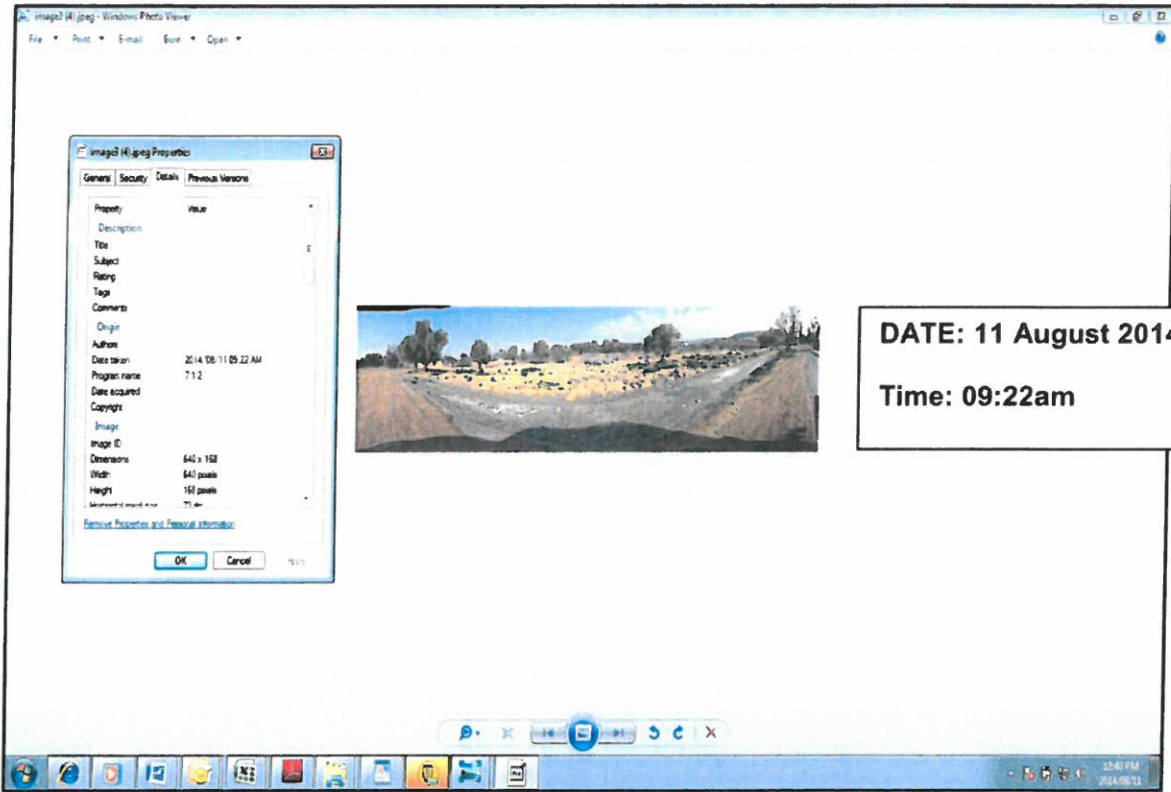 image3 (4).jpeg - Windows Photo Viewer
File Print E-mail Burn Open
image3 (4).jpeg Properties
General Security Details Previous Versions
Property Value
Description
Title
Subject
Rating
Tags
Comments
Origin
Authors
Date taken 2014/08/11 09:22 AM
Program name 7.1.2
Date acquired
Copyright
Image
Image ID
Dimensions 640 x 168
Width 640 pixels
Height 168 pixels
Remove Properties and Personal Information
OK Cancel Apply
DATE: 11 August 2014
Time: 09:22am
12:40 PM
2014/08/11